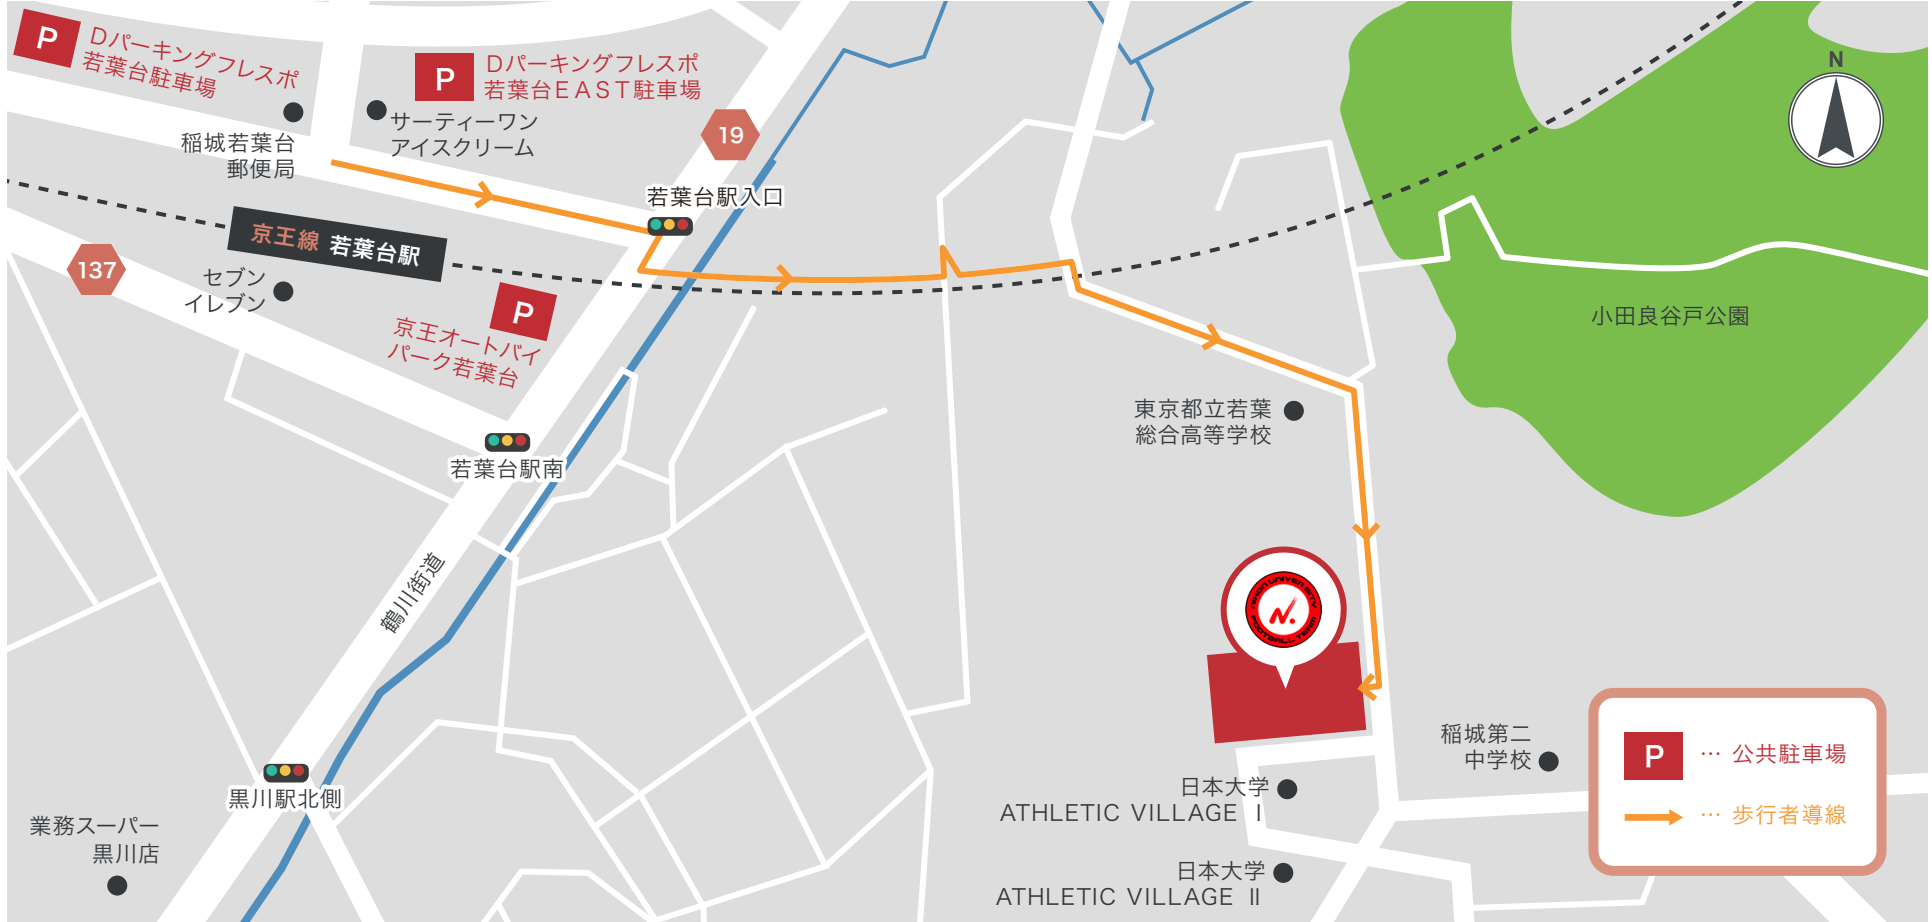 P
Dパーキングフレスポ
若葉台駐車場
P
Dパーキングフレスポ
若葉台EAST駐車場
N
サーティーワン
アイスクリーム
19
稲城若葉台
郵便局
若葉台駅入口
京王線 若葉台駅
137
セブン
イレブン
P
京王オートバイ
パーク若葉台
小田良谷戸公園
東京都立若葉
総合高等学校
若葉台駅南
鶴川街道
NIHON UNIVERSITY
N.
FOOTBALL TEAM
黒川駅北側
業務スーパー
黒川店
稲城第二
中学校
日本大学
ATHLETIC VILLAGE Ⅰ
日本大学
ATHLETIC VILLAGE Ⅱ
P … 公共駐車場
… 歩行者導線